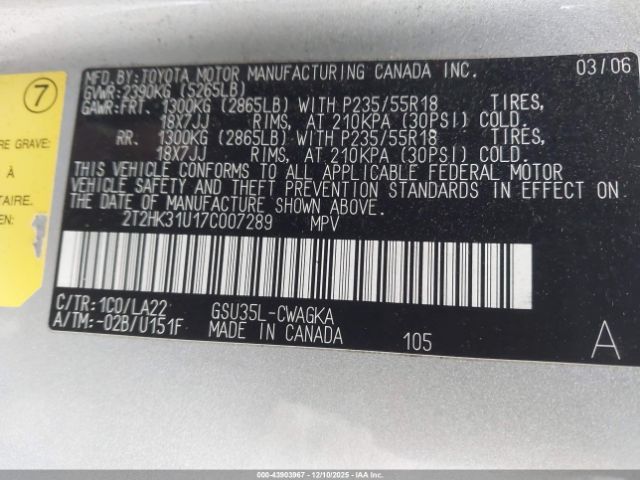 7
RE GRAVE:
À
TAIRE.
EN:
MFD.BY:TOYOTA MOTOR MANUFACTURING CANADA INC. 03/06
GVWR:2390KG (5265LB)
GAWR:FRT. 1300KG (2865LB) WITH P235/55R18 TIRES,
18X7JJ RIMS, AT 210KPA (30PSI) COLD.
RR. 1300KG (2865LB) WITH P235/55R18 TIRES,
18X7JJ RIMS, AT 210KPA (30PSI) COLD.
THIS VEHICLE CONFORMS TO ALL APPLICABLE FEDERAL MOTOR
VEHICLE SAFETY AND THEFT PREVENTION STANDARDS IN EFFECT ON
THE DATE OF MANUFACTURE SHOWN ABOVE.
2T2HK31U17C007289 MPV
C/TR:1C0/LA22 GSU35L-CWAGKA
A/TM:-02B/U151F MADE IN CANADA 105 A
000-43903967 - 12/10/2025 - IAAI.COM